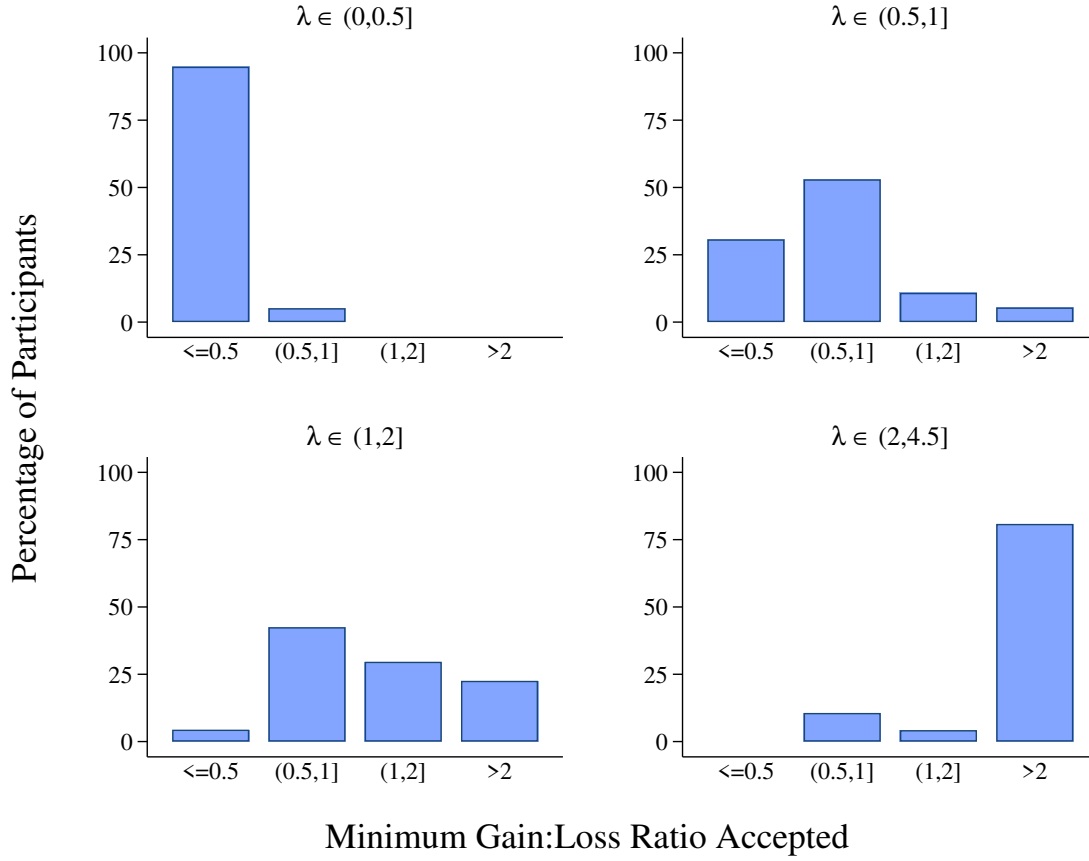 λ ∈ (0,0.5]
100
75
50
25
0
<=0.5 (0.5,1] (1,2] >2
λ ∈ (0.5,1]
100
75
50
25
0
<=0.5 (0.5,1] (1,2] >2
λ ∈ (1,2]
100
75
50
25
0
<=0.5 (0.5,1] (1,2] >2
λ ∈ (2,4.5]
100
75
50
25
0
<=0.5 (0.5,1] (1,2] >2
Percentage of Participants
Minimum Gain:Loss Ratio Accepted